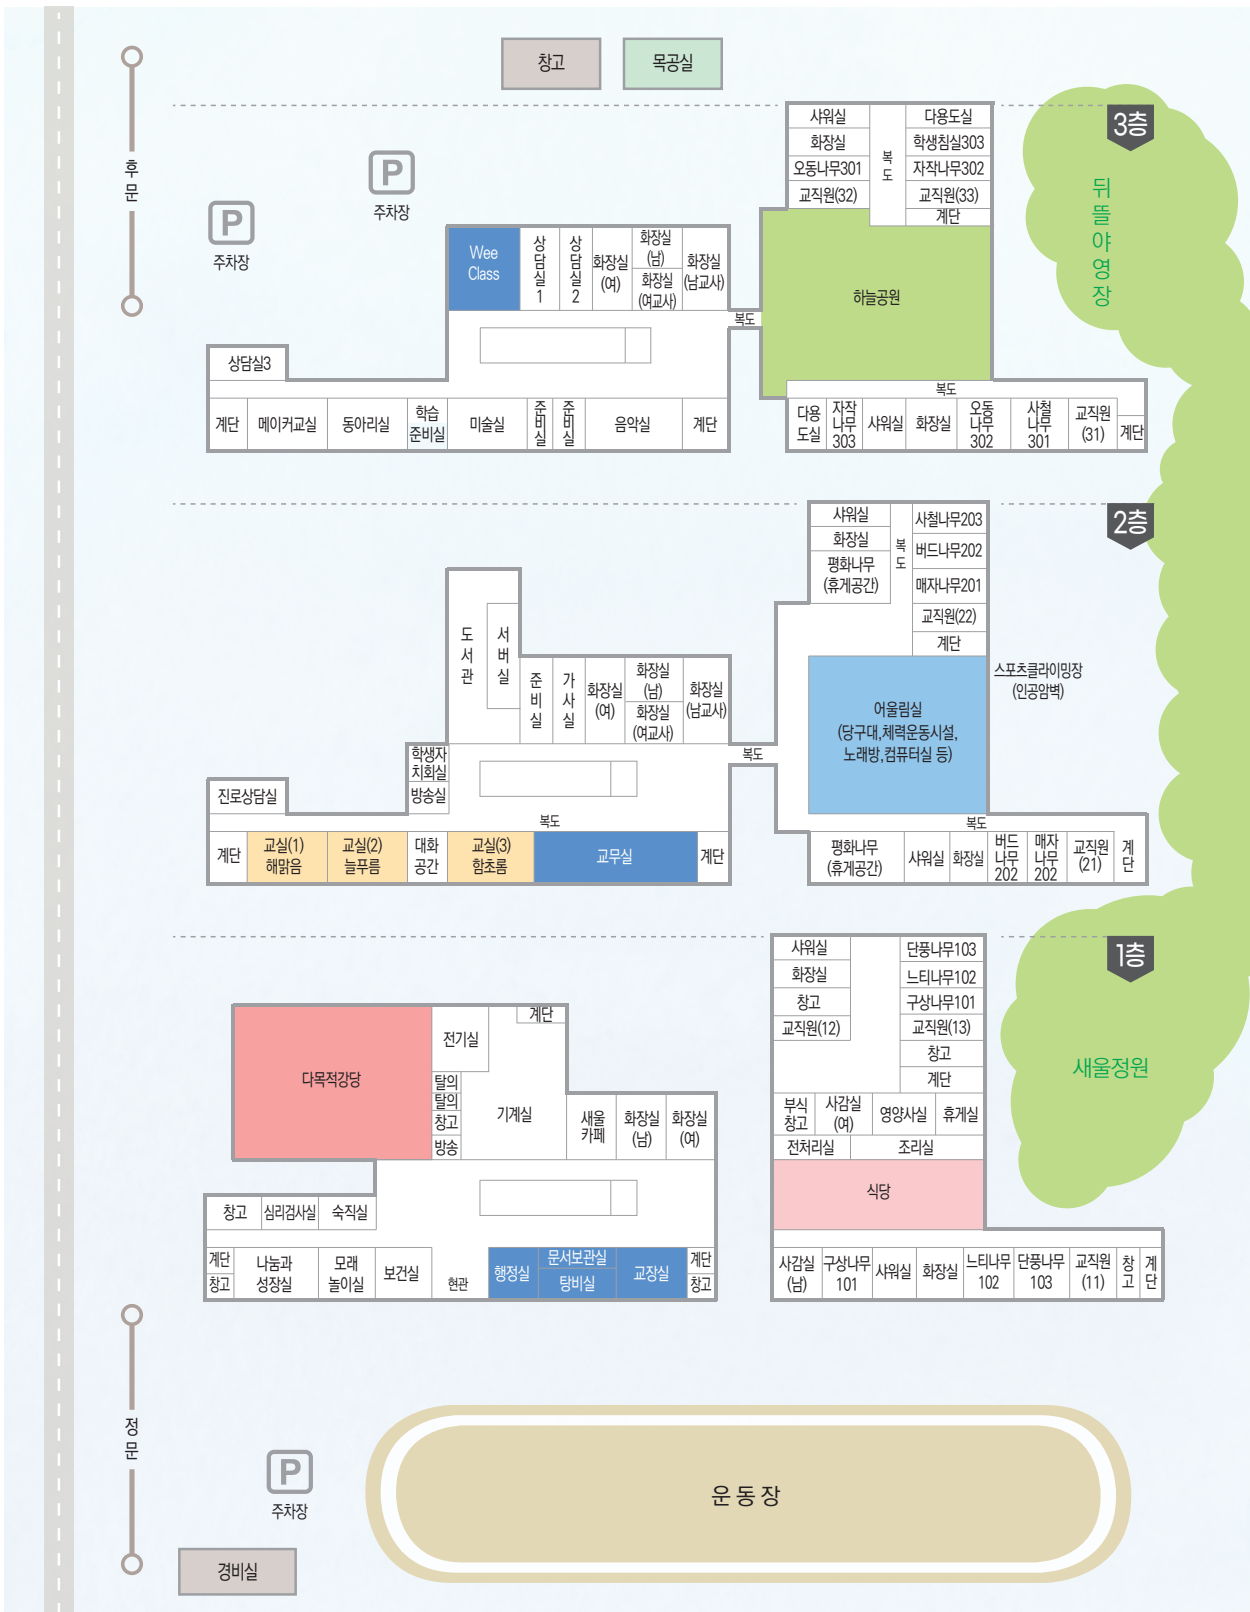 창고
목공실
후문
P
주차장
P
주차장
3층
뒤뜰야영장
샤워실
다용도실
화장실
학생침실303
복도
오동나무301
자작나무302
교직원(32)
교직원(33)
계단
하늘공원
Wee
Class
상담실1
상담실2
화장실
(여)
화장실
(남)
화장실
(여교사)
화장실
(남교사)
복도
상담실3
계단
메이커교실
동아리실
학습
준비실
미술실
준비실
준비실
음악실
계단
복도
다용
도실
자작
나무
303
샤워실
화장실
오동
나무
302
사철
나무
301
교직원
(31)
계단
2층
샤워실
화장실
평화나무
(휴게공간)
복도
사철나무203
버드나무202
매자나무201
교직원(22)
계단
스포츠클라이밍장
(인공암벽)
어울림실
(당구대,체력운동시설,
노래방,컴퓨터실 등)
도서관
서버실
준비실
가사실
화장실
(여)
화장실
(남)
화장실
(여교사)
화장실
(남교사)
복도
학생자
치회실
방송실
진로상담실
복도
계단
교실(1)
해맑음
교실(2)
늘푸름
대화
공간
교실(3)
함초롬
교무실
계단
복도
평화나무
(휴게공간)
샤워실
화장실
버드
나무
202
매자
나무
202
교직원
(21)
계단
1층
새울정원
샤워실
화장실
창고
교직원(12)
단풍나무103
느티나무102
구상나무101
교직원(13)
창고
계단
부식
창고
사감실
(여)
영양사실
휴게실
전처리실
조리실
식당
다목적강당
전기실
계단
탈의
탈의
창고
방송
기계실
새울
카페
화장실
(남)
화장실
(여)
창고
심리검사실
숙직실
계단
창고
나눔과
성장실
모래
놀이실
보건실
현관
행정실
문서보관실
탕비실
교장실
계단
창고
사감실
(남)
구상나무
101
샤워실
화장실
느티나무
102
단풍나무
103
교직원
(11)
창고
계단
정문
P
주차장
운동장
경비실